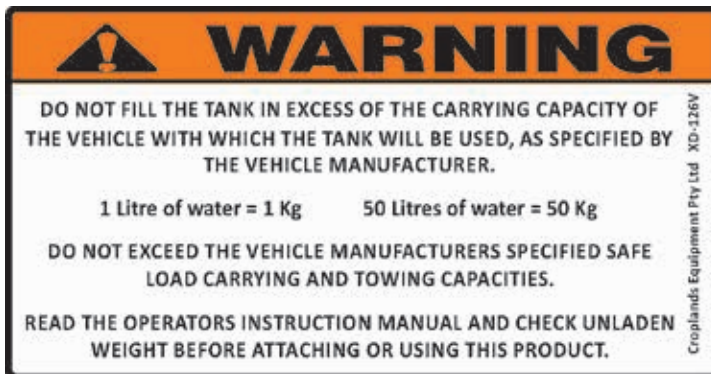 WARNING
DO NOT FILL THE TANK IN EXCESS OF THE CARRYING CAPACITY OF
THE VEHICLE WITH WHICH THE TANK WILL BE USED, AS SPECIFIED BY
THE VEHICLE MANUFACTURER.
1 Litre of water = 1 Kg 50 Litres of water = 50 Kg
DO NOT EXCEED THE VEHICLE MANUFACTURERS SPECIFIED SAFE
LOAD CARRYING AND TOWING CAPACITIES.
READ THE OPERATORS INSTRUCTION MANUAL AND CHECK UNLADEN
WEIGHT BEFORE ATTACHING OR USING THIS PRODUCT.
Croplands Equipment Pty Ltd XD-126V